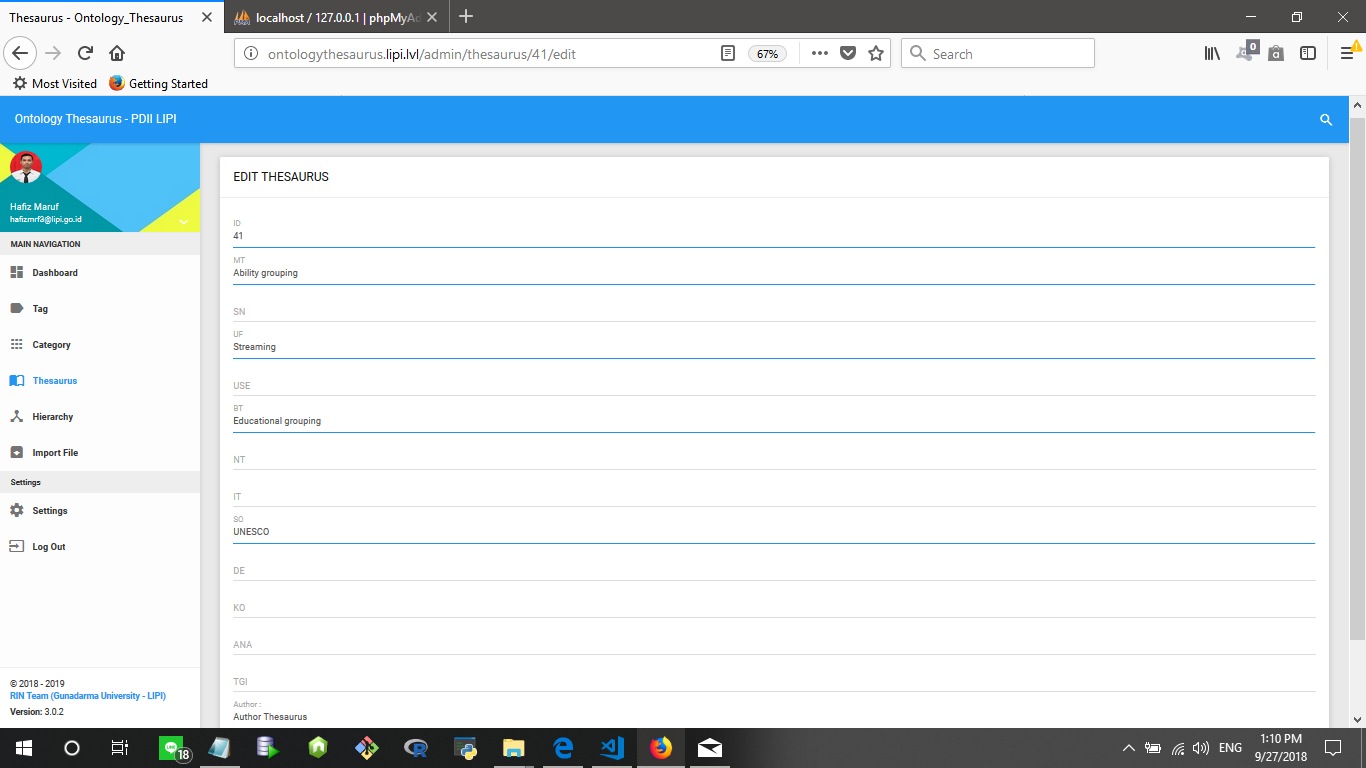 Thesaurus - Ontology_Thesaurus
localhost / 127.0.0.1 | phpMyAd
ontologythesaurus.lipi.lvl/admin/thesaurus/41/edit
67%
Search
0
Most Visited
Getting Started
Ontology Thesaurus - PDII LIPI
Hafiz Maruf
hafizmrf3@lipi.go.id
MAIN NAVIGATION
Dashboard
Tag
Category
Thesaurus
Hierarchy
Import File
Settings
Settings
Log Out
© 2018 - 2019
RIN Team (Gunadarma University - LIPI)
Version: 3.0.2
EDIT THESAURUS
ID
41
MT
Ability grouping
SN
UF
Streaming
USE
BT
Educational grouping
NT
IT
SO
UNESCO
DE
KO
ANA
TGI
Author :
Author Thesaurus
18
ENG
1:10 PM
9/27/2018